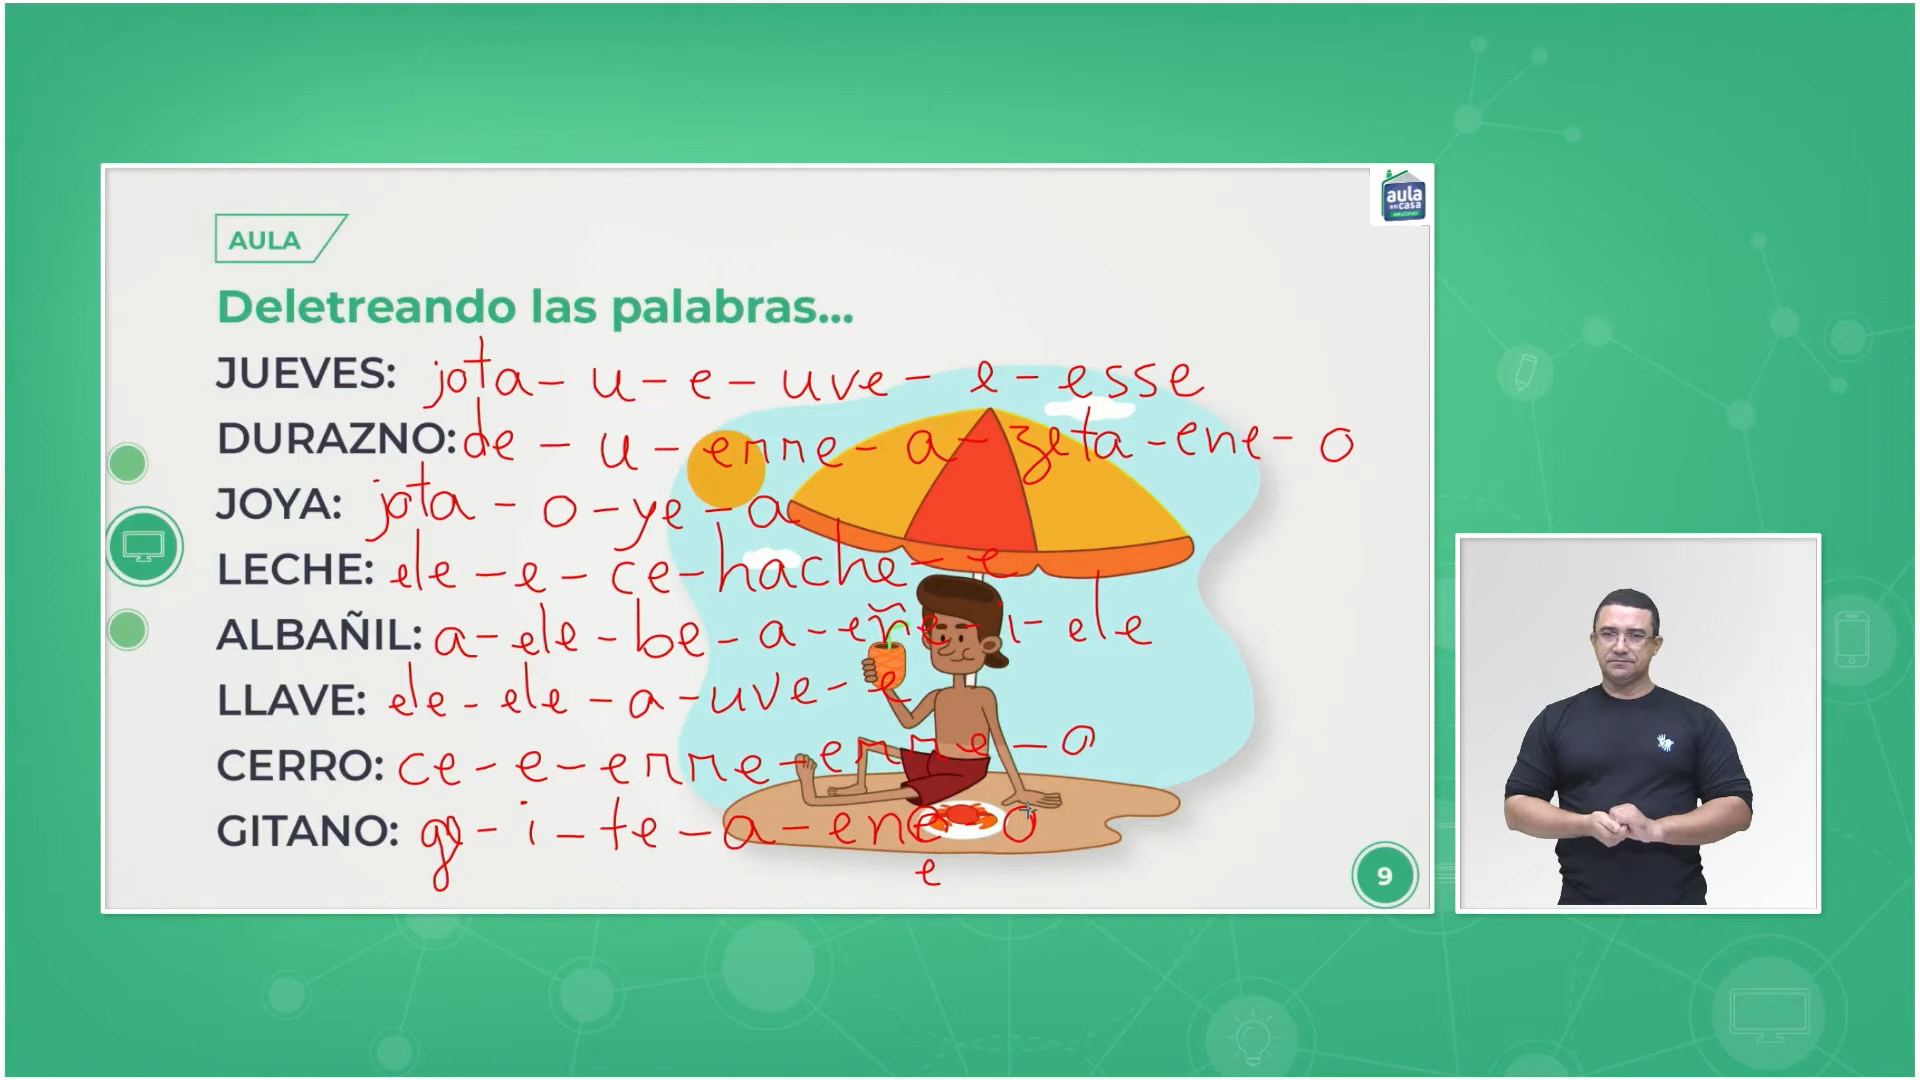 aula
em casa
AULA
Deletreando las palabras...
JUEVES: jota - u - e - uve - e - esse
DURAZNO: de - u - erre - a - zeta - ene - o
JOYA: jota - o - ye - a
LECHE: ele - e - ce - hache - e
ALBAÑIL: a - ele - be - a - eñe - i - ele
LLAVE: ele - ele - a - uve - e
CERRO: ce - e - erre - erre - o
GITANO: ge - i - te - a - ene o
e
9